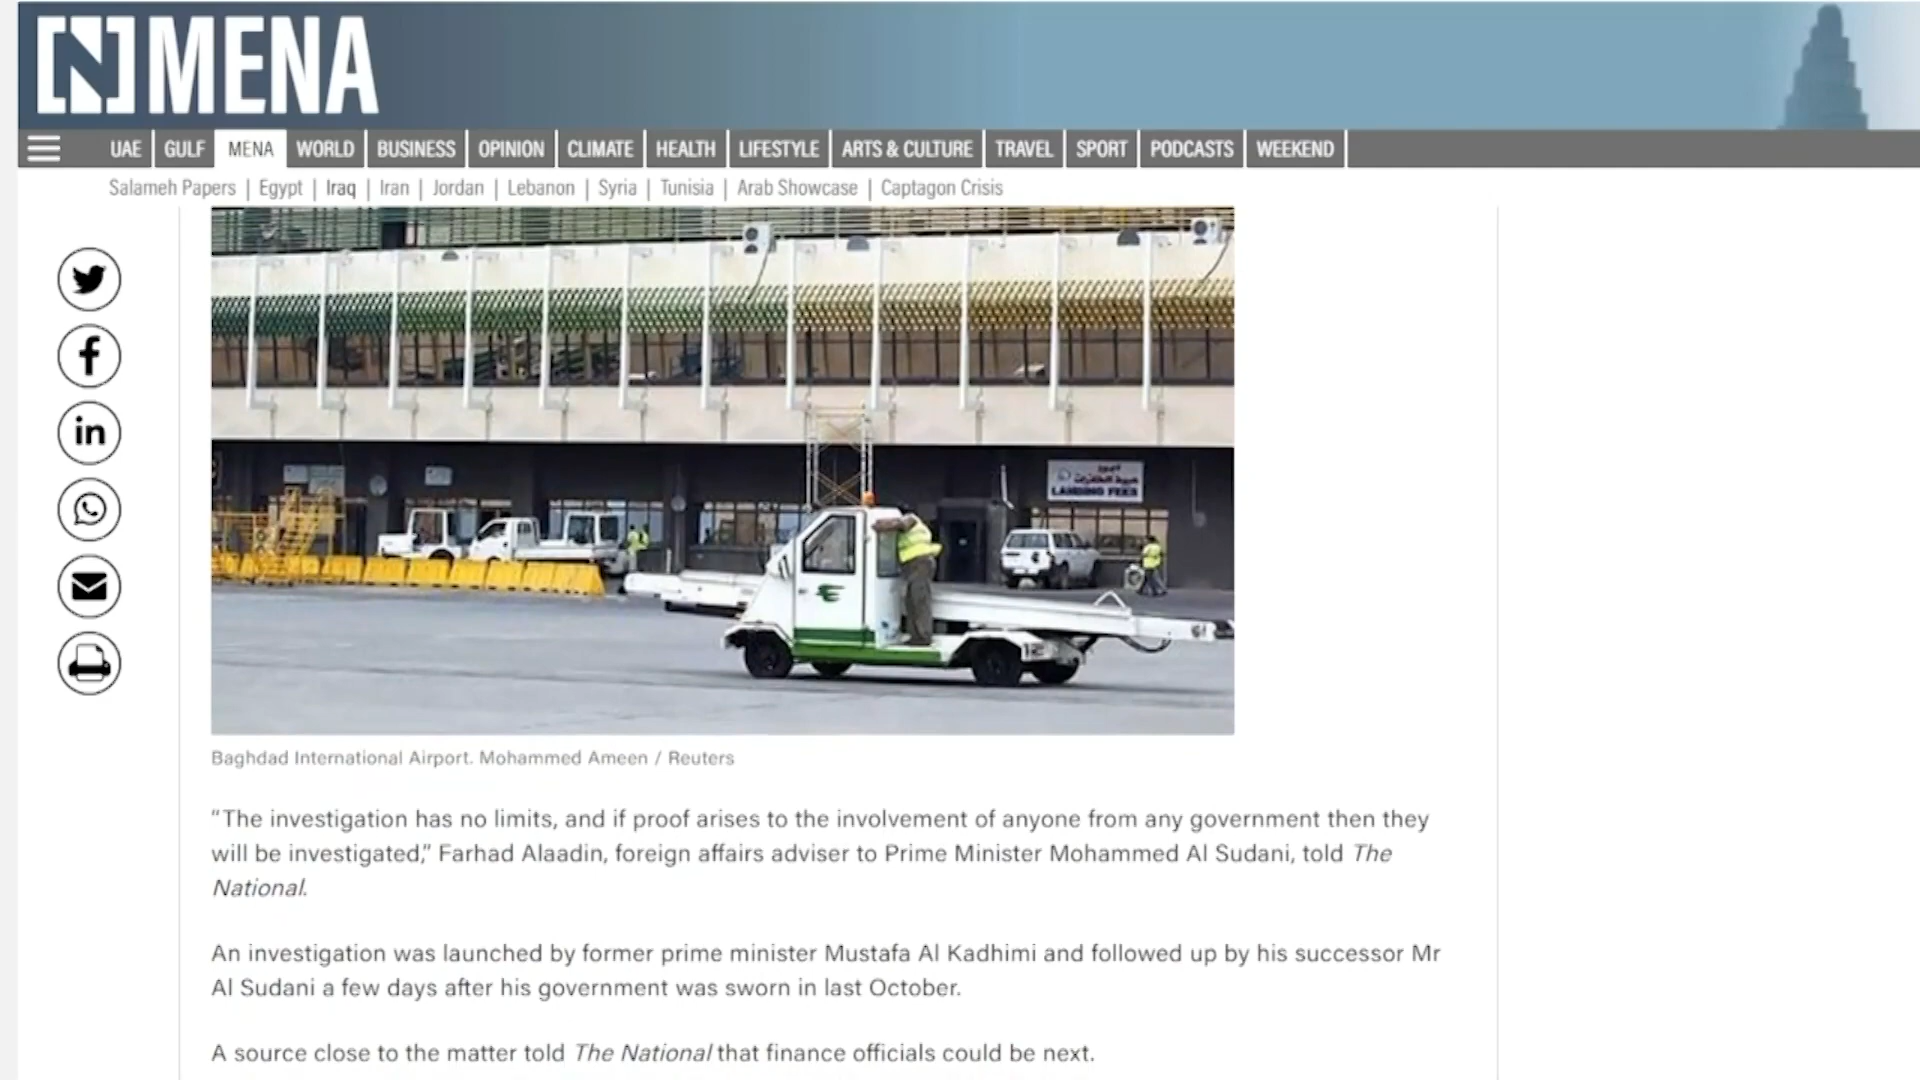 [N] MENA
UAE
GULF
MENA
WORLD
BUSINESS
OPINION
CLIMATE
HEALTH
LIFESTYLE
ARTS & CULTURE
TRAVEL
SPORT
PODCASTS
WEEKEND
Salameh Papers | Egypt | Iraq | Iran | Jordan | Lebanon | Syria | Tunisia | Arab Showcase | Captagon Crisis
LANDING FEES
Baghdad International Airport. Mohammed Ameen / Reuters
“The investigation has no limits, and if proof arises to the involvement of anyone from any government then they
will be investigated,” Farhad Alaadin, foreign affairs adviser to Prime Minister Mohammed Al Sudani, told The
National.
An investigation was launched by former prime minister Mustafa Al Kadhimi and followed up by his successor Mr
Al Sudani a few days after his government was sworn in last October.
A source close to the matter told The National that finance officials could be next.